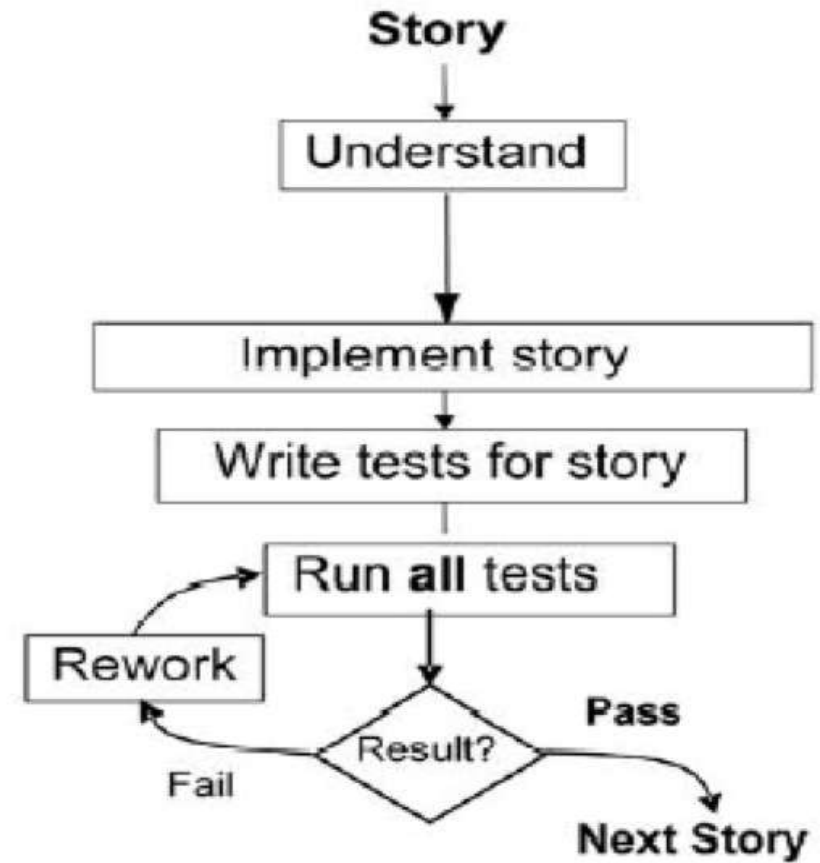 Story
Understand
Implement story
Write tests for story
Run all tests
Rework
Result?
Pass
Fail
Next Story